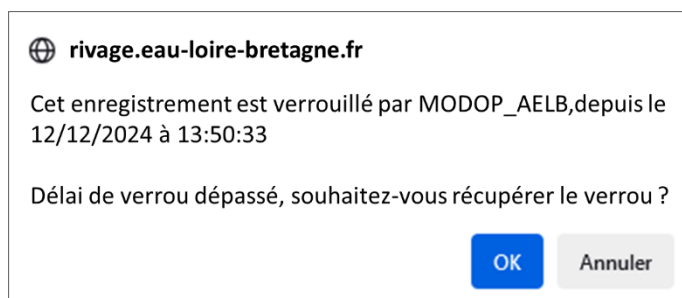 rivage.eau-loire-bretagne.fr
Cet enregistrement est verrouillé par MODOP_AELB,depuis le
12/12/2024 à 13:50:33
Délai de verrou dépassé, souhaitez-vous récupérer le verrou ?
OK Annuler